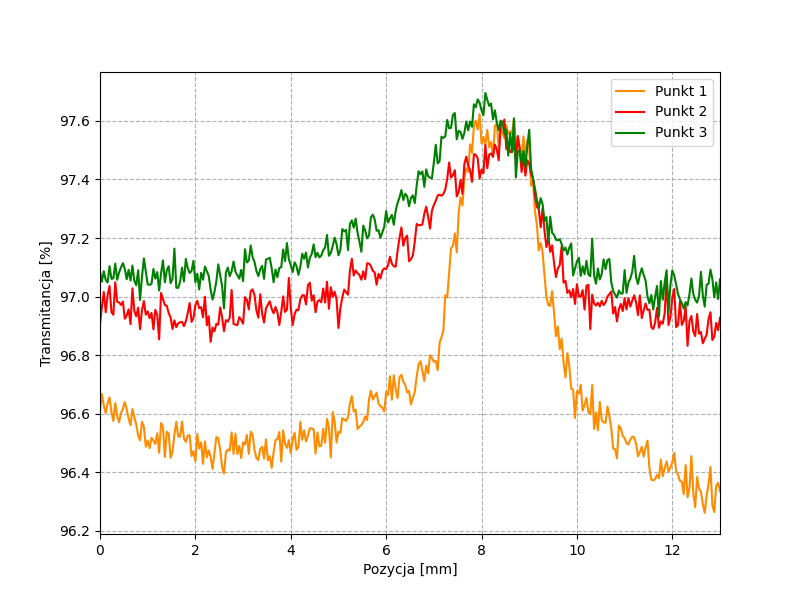 Punkt 1
Punkt 2
Punkt 3
97.6
97.4
97.2
97.0
96.8
96.6
96.4
96.2
Transmitancja [%]
0 2 4 6 8 10 12
Pozycja [mm]